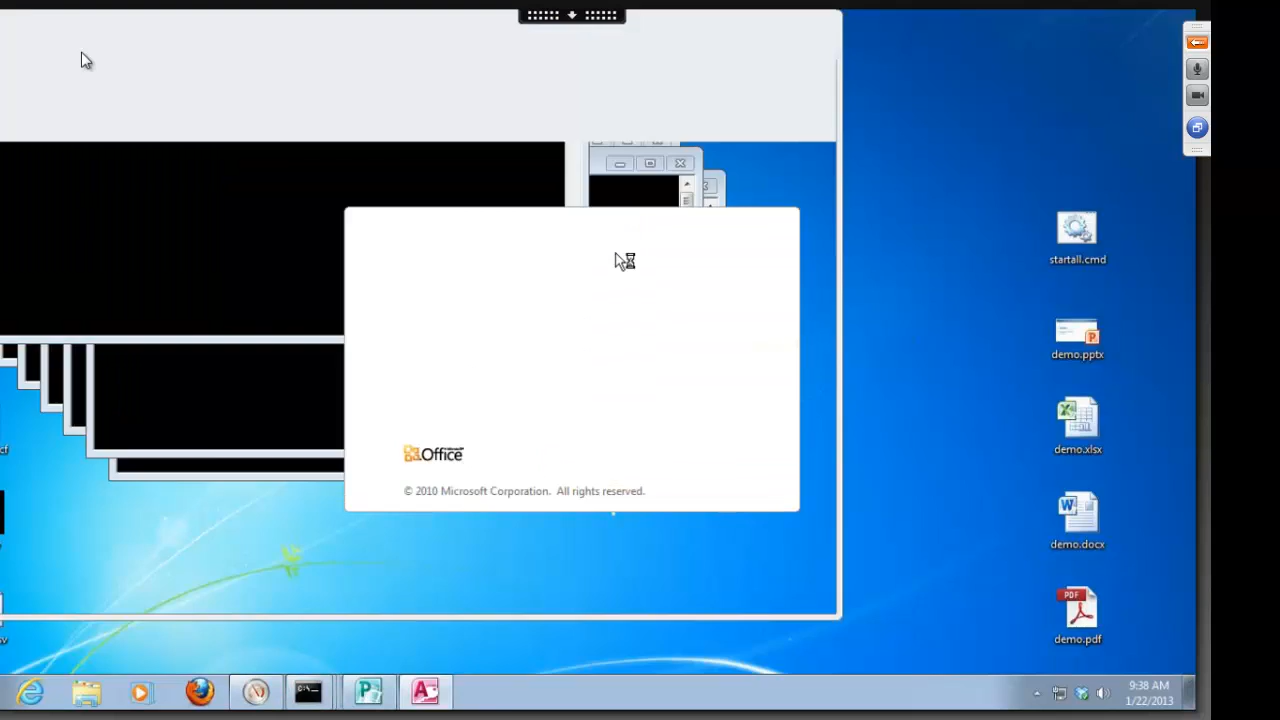 startall.cmd
demo.pptx
demo.xlsx
demo.docx
PDF
demo.pdf
Office
© 2010 Microsoft Corporation. All rights reserved.
C:\
9:38 AM
1/22/2013